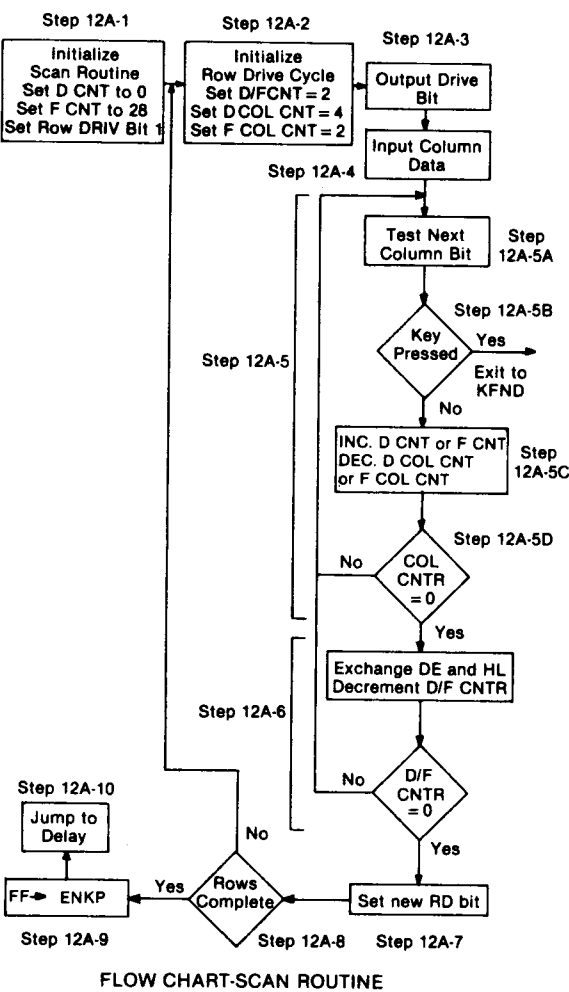 Step 12A-1
Initialize
Scan Routine
Set D CNT to 0
Set F CNT to 28
Set Row DRIV Bit 1
Step 12A-2
Initialize
Row Drive Cycle
Set D/FCNT = 2
Set D COL CNT = 4
Set F COL CNT = 2
Step 12A-3
Output Drive
Bit
Input Column
Data
Step 12A-4
Test Next
Column Bit
Step
12A-5A
Step 12A-5B
Key
Pressed
Yes
Exit to
KFND
No
Step 12A-5
INC. D CNT or F CNT
DEC. D COL CNT
or F COL CNT
Step
12A-5C
Step 12A-5D
COL
CNTR
= 0
No
Yes
Exchange DE and HL
Decrement D/F CNTR
Step 12A-6
D/F
CNTR
= 0
No
Yes
Set new RD bit
Step 12A-7
Rows
Complete
No
Yes
Step 12A-8
FF→ ENKP
Step 12A-9
Step 12A-10
Jump to
Delay
FLOW CHART-SCAN ROUTINE